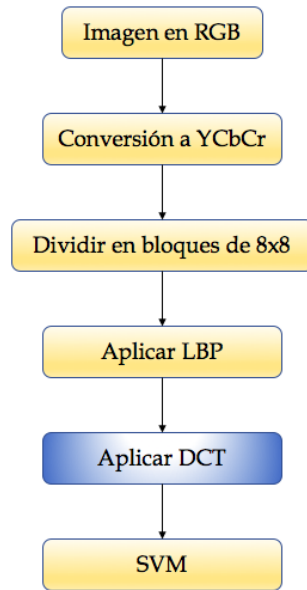 Imagen en RGB
Conversión a YCbCr
Dividir en bloques de 8x8
Aplicar LBP
Aplicar DCT
SVM